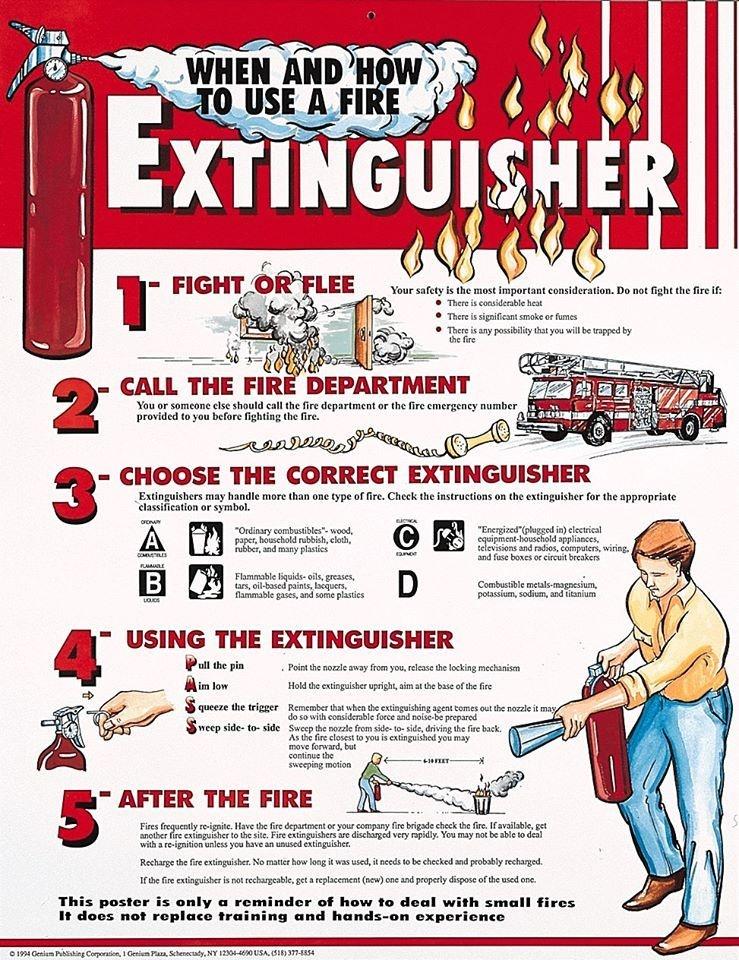 WHEN AND HOW
TO USE A FIRE
EXTINGUISHER
1- FIGHT OR FLEE
Your safety is the most important consideration. Do not fight the fire if:
• There is considerable heat
• There is significant smoke or fumes
• There is any possibility that you will be trapped by
the fire
2- CALL THE FIRE DEPARTMENT
You or someone else should call the fire department or the fire emergency number
provided to you before fighting the fire.
3- CHOOSE THE CORRECT EXTINGUISHER
Extinguishers may handle more than one type of fire. Check the instructions on the extinguisher for the appropriate
classification or symbol.
ORDINARY
A
COMBUSTIBLES
"Ordinary combustibles"- wood,
paper, household rubbish, cloth,
rubber, and many plastics
ELECTRICAL
C
EQUIPMENT
"Energized"(plugged in) electrical
equipment-household appliances,
televisions and radios, computers, wiring,
and fuse boxes or circuit breakers
FLAMMABLE
B
LIQUIDS
Flammable liquids- oils, greases,
tars, oil-based paints, lacquers,
flammable gases, and some plastics
D
Combustible metals-magnesium,
potassium, sodium, and titanium
4- USING THE EXTINGUISHER
Pull the pin . Point the nozzle away from you, release the locking mechanism
Aim low Hold the extinguisher upright, aim at the base of the fire
Squeeze the trigger Remember that when the extinguishing agent comes out the nozzle it may
do so with considerable force and noise-be prepared
Sweep side- to- side Sweep the nozzle from side- to- side, driving the fire back.
As the fire closest to you is extinguished you may
move forward, but
continue the
sweeping motion
6-10 FEET
5- AFTER THE FIRE
Fires frequently re-ignite. Have the fire department or your company fire brigade check the fire. If available, get
another fire extinguisher to the site. Fire extinguishers are discharged very rapidly. You may not be able to deal
with a re-ignition unless you have an unused extinguisher.
Recharge the fire extinguisher. No matter how long it was used, it needs to be checked and probably recharged.
If the fire extinguisher is not rechargeable, get a replacement (new) one and properly dispose of the used one.
This poster is only a reminder of how to deal with small fires
It does not replace training and hands-on experience
© 1994 Genium Publishing Corporation, 1 Genium Plaza, Schenectady, NY 12304-4690 USA, (518) 377-8854